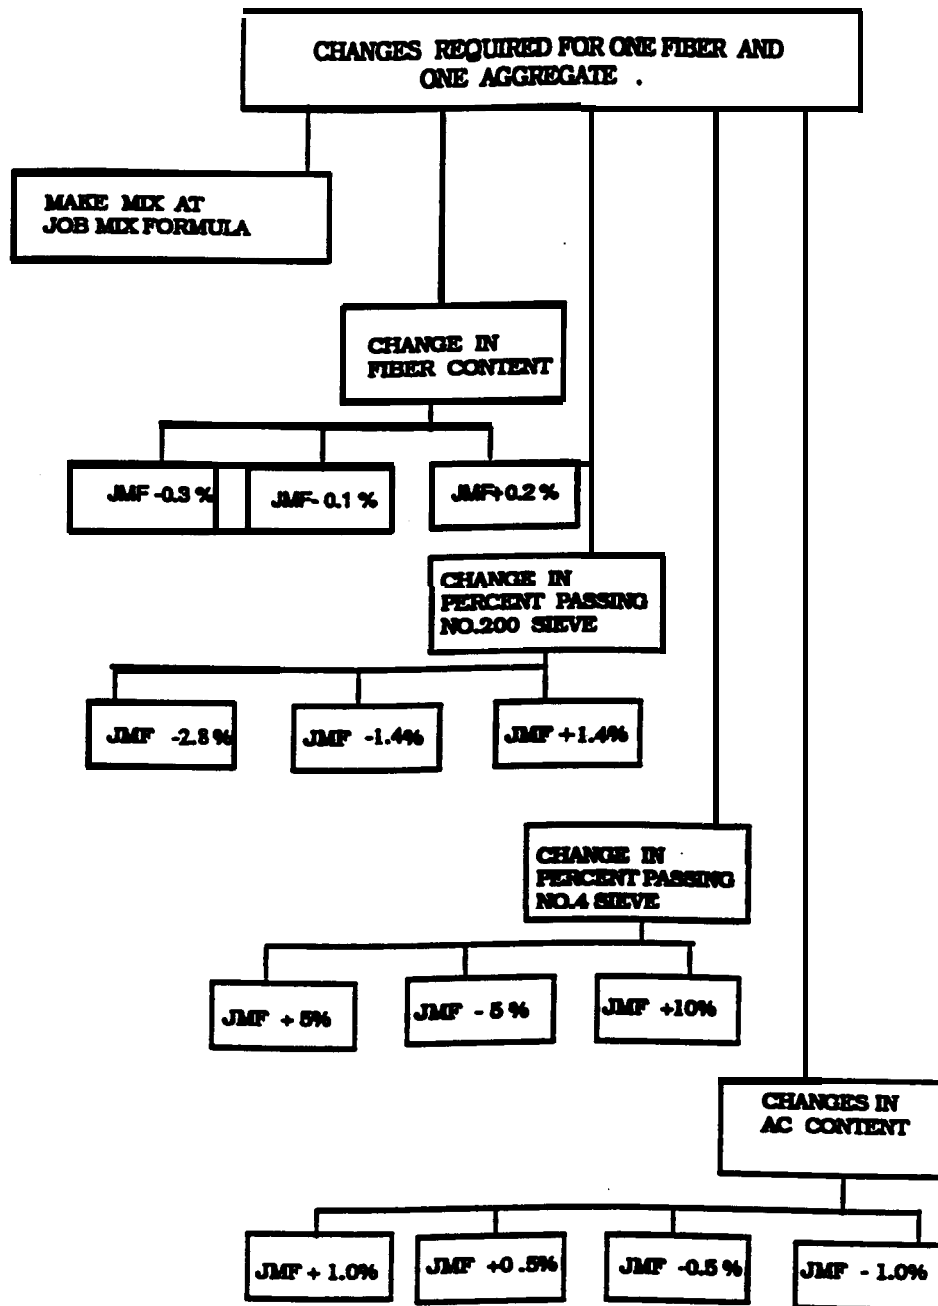 CHANGES REQUIRED FOR ONE FIBER AND
ONE AGGREGATE .
MAKE MIX AT
JOB MIX FORMULA
CHANGE IN
FIBER CONTENT
JMF -0.3 %
JMF- 0.1 %
JMF+0.2 %
CHANGE IN
PERCENT PASSING
NO.200 SIEVE
JMF -2.8 %
JMF -1.4%
JMF +1.4%
CHANGE IN
PERCENT PASSING
NO.4 SIEVE
JMF + 5%
JMF - 5 %
JMF +10%
CHANGES IN
AC CONTENT
JMF + 1.0%
JMF +0 .5%
JMF -0.5 %
JMF - 1.0%